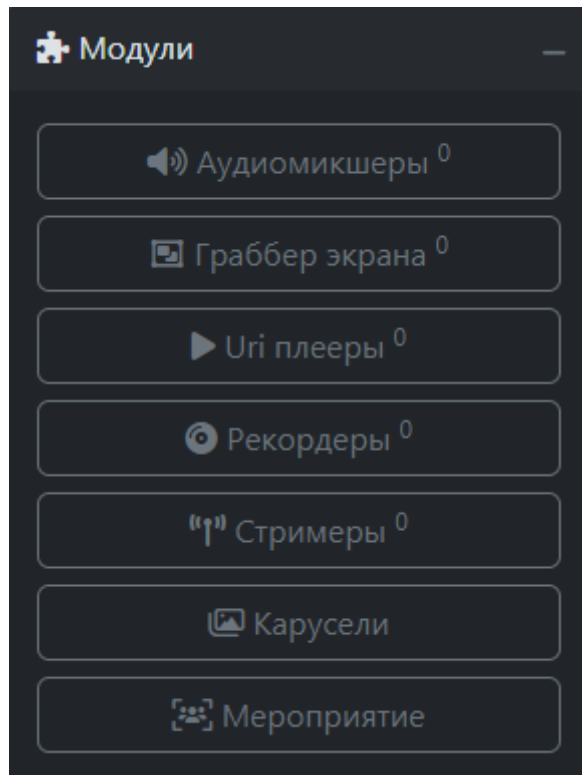 Модули
Аудиомикшеры 0
Граббер экрана 0
Uri плееры 0
Рекордеры 0
Стримеры 0
Карусели
Мероприятие